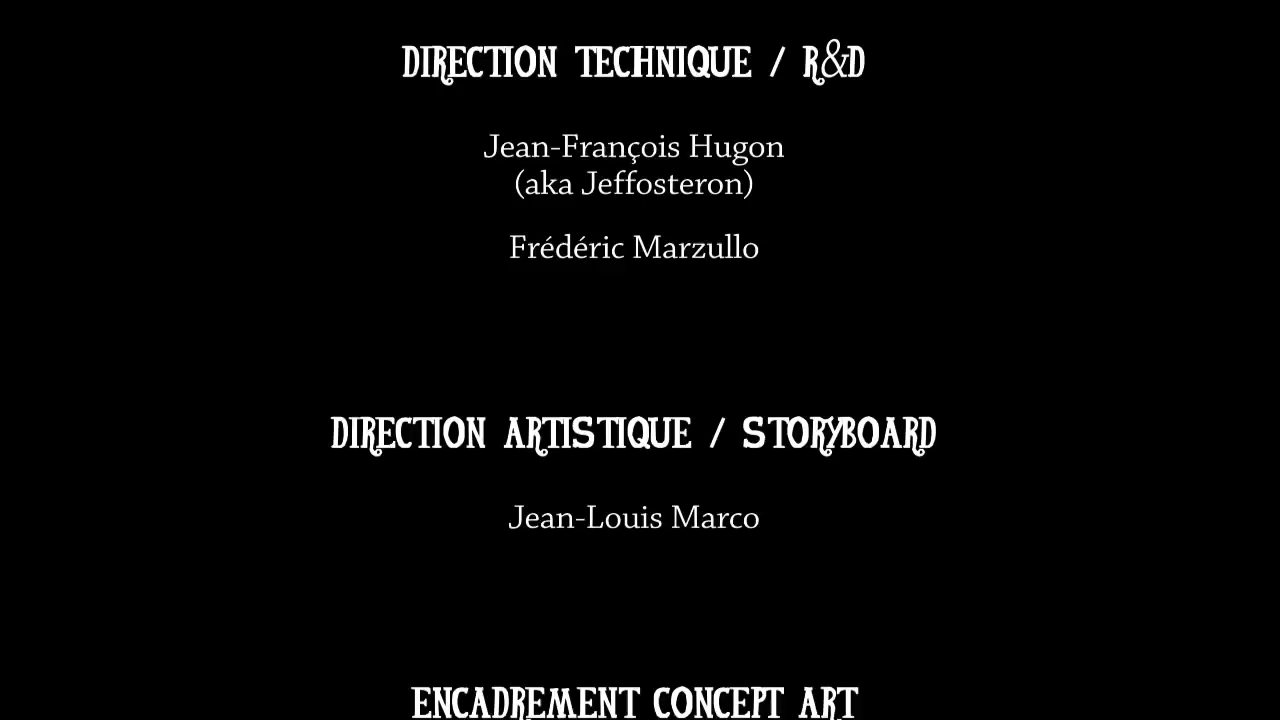 DIRECTION TECHNIQUE / R&D
Jean-François Hugon
(aka Jeffosteron)
Frédéric Marzullo
DIRECTION ARTISTIQUE / STORYBOARD
Jean-Louis Marco
ENCADREMENT CONCEPT ART